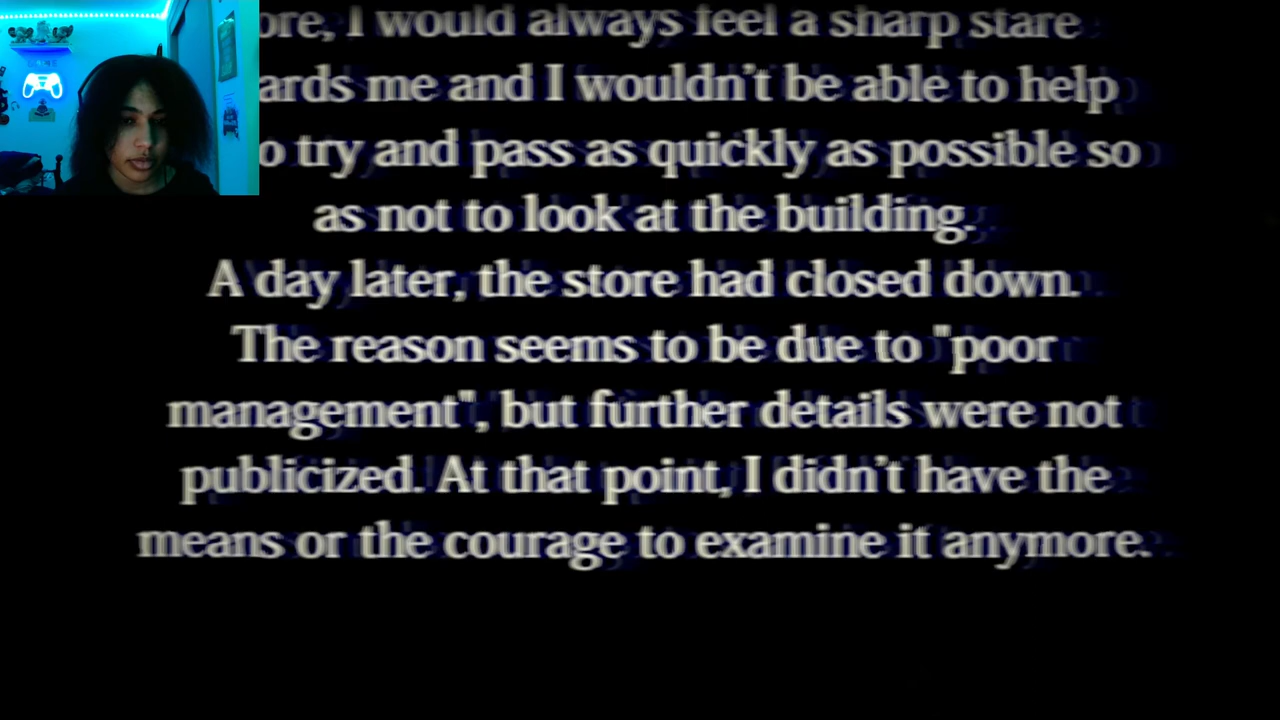 ore, I would always feel a sharp stare
ards me and I wouldn't be able to help
o try and pass as quickly as possible so
as not to look at the building.
A day later, the store had closed down.
The reason seems to be due to "poor
management", but further details were not
publicized. At that point, I didn't have the
means or the courage to examine it anymore.